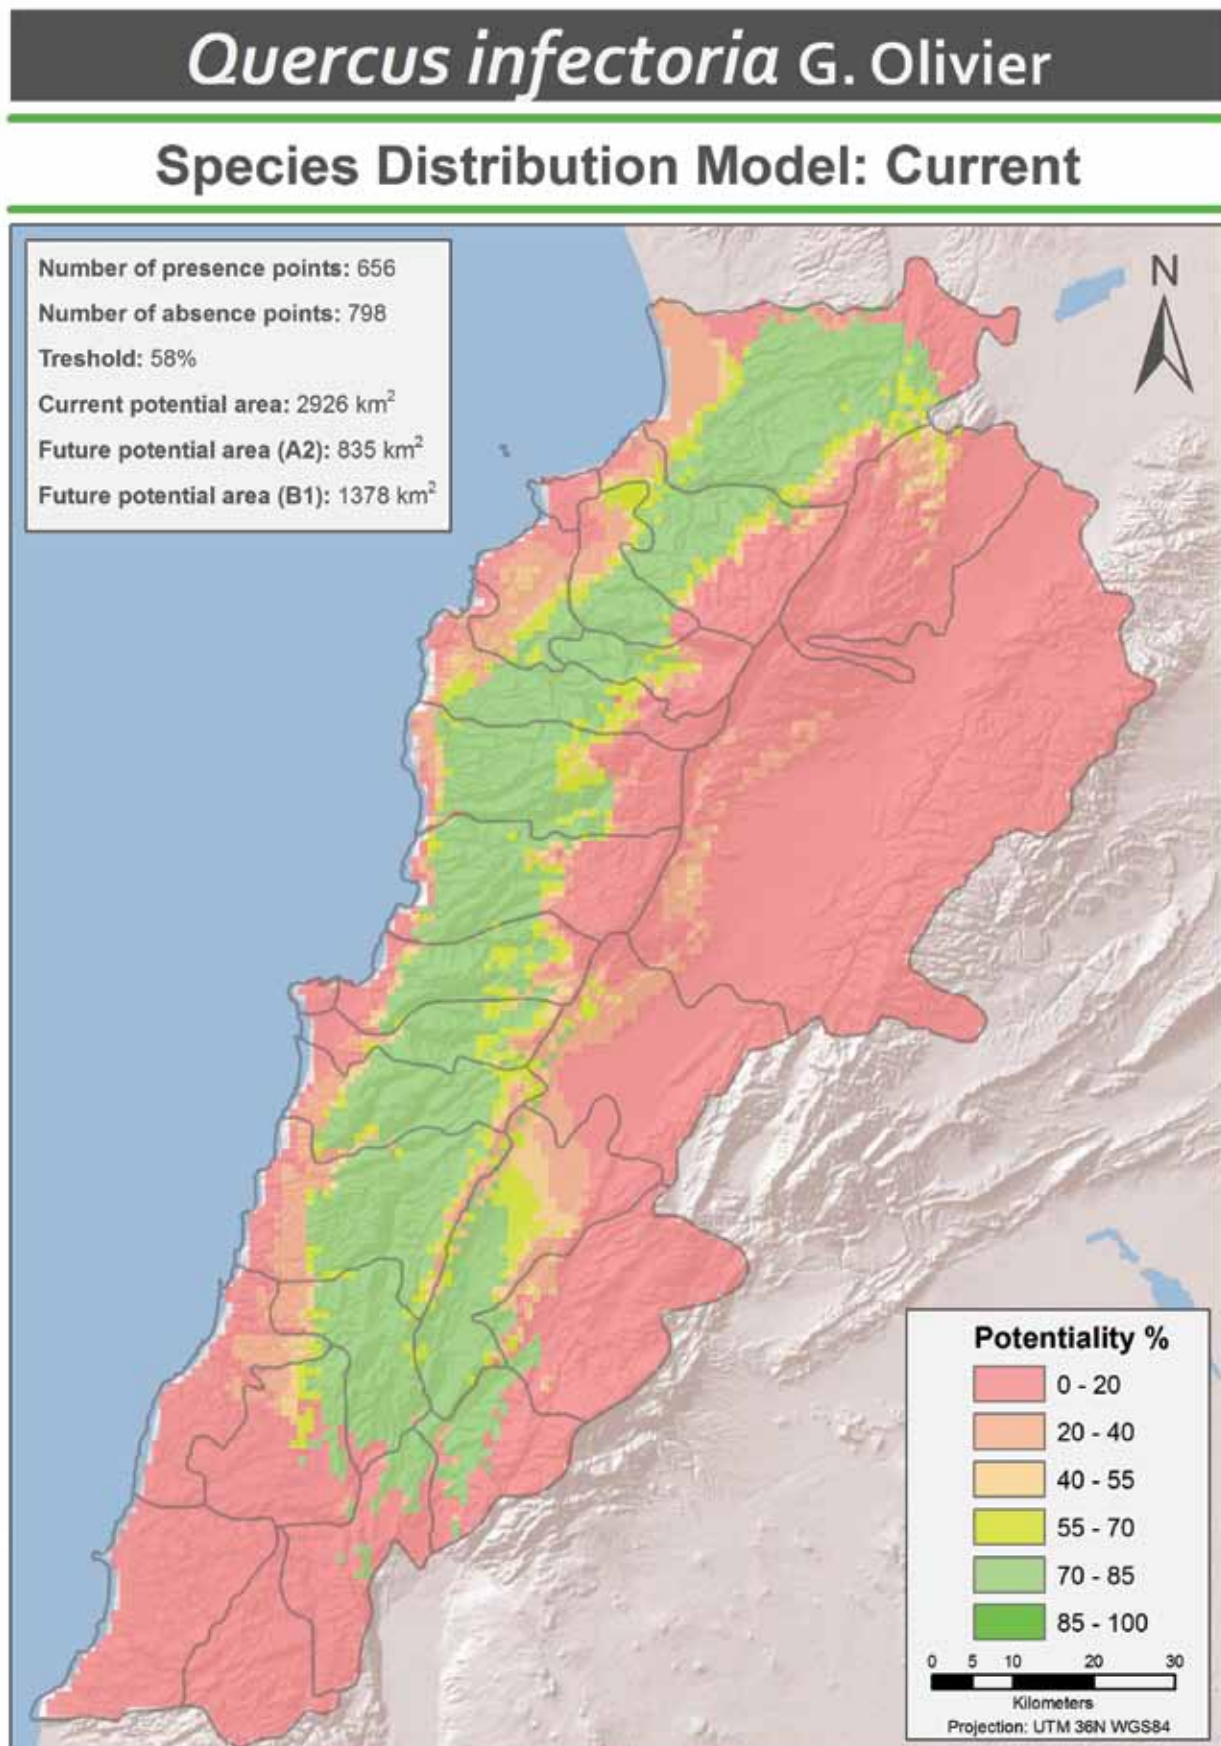 Quercus infectoria G. Olivier
Species Distribution Model: Current
Number of presence points: 656
Number of absence points: 798
Treshold: 58%
Current potential area: 2926 km²
Future potential area (A2): 835 km²
Future potential area (B1): 1378 km²
N
Potentiality %
0 - 20
20 - 40
40 - 55
55 - 70
70 - 85
85 - 100
0 5 10 20 30
Kilometers
Projection: UTM 36N WGS84